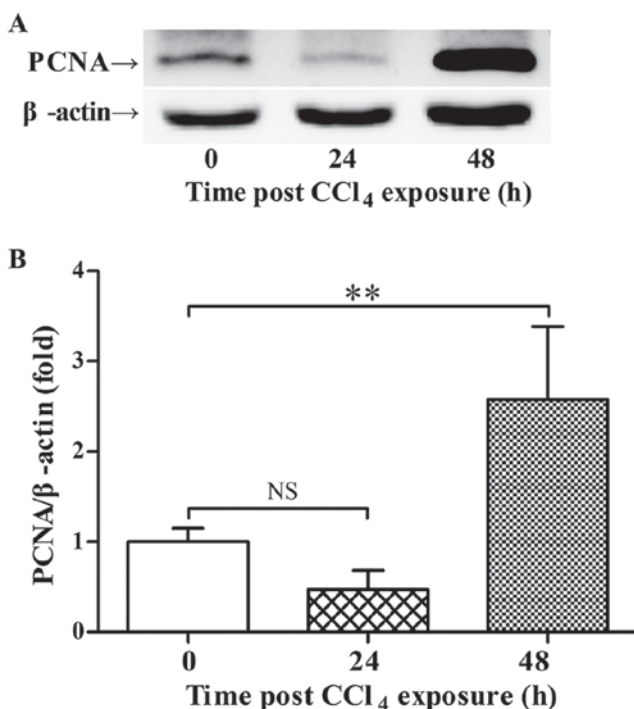 A
PCNA→
β -actin→
0 24 48
Time post CCl₄ exposure (h)
B
PCNA/β -actin (fold)
4
3
2
1
0
**
NS
0 24 48
Time post CCl₄ exposure (h)